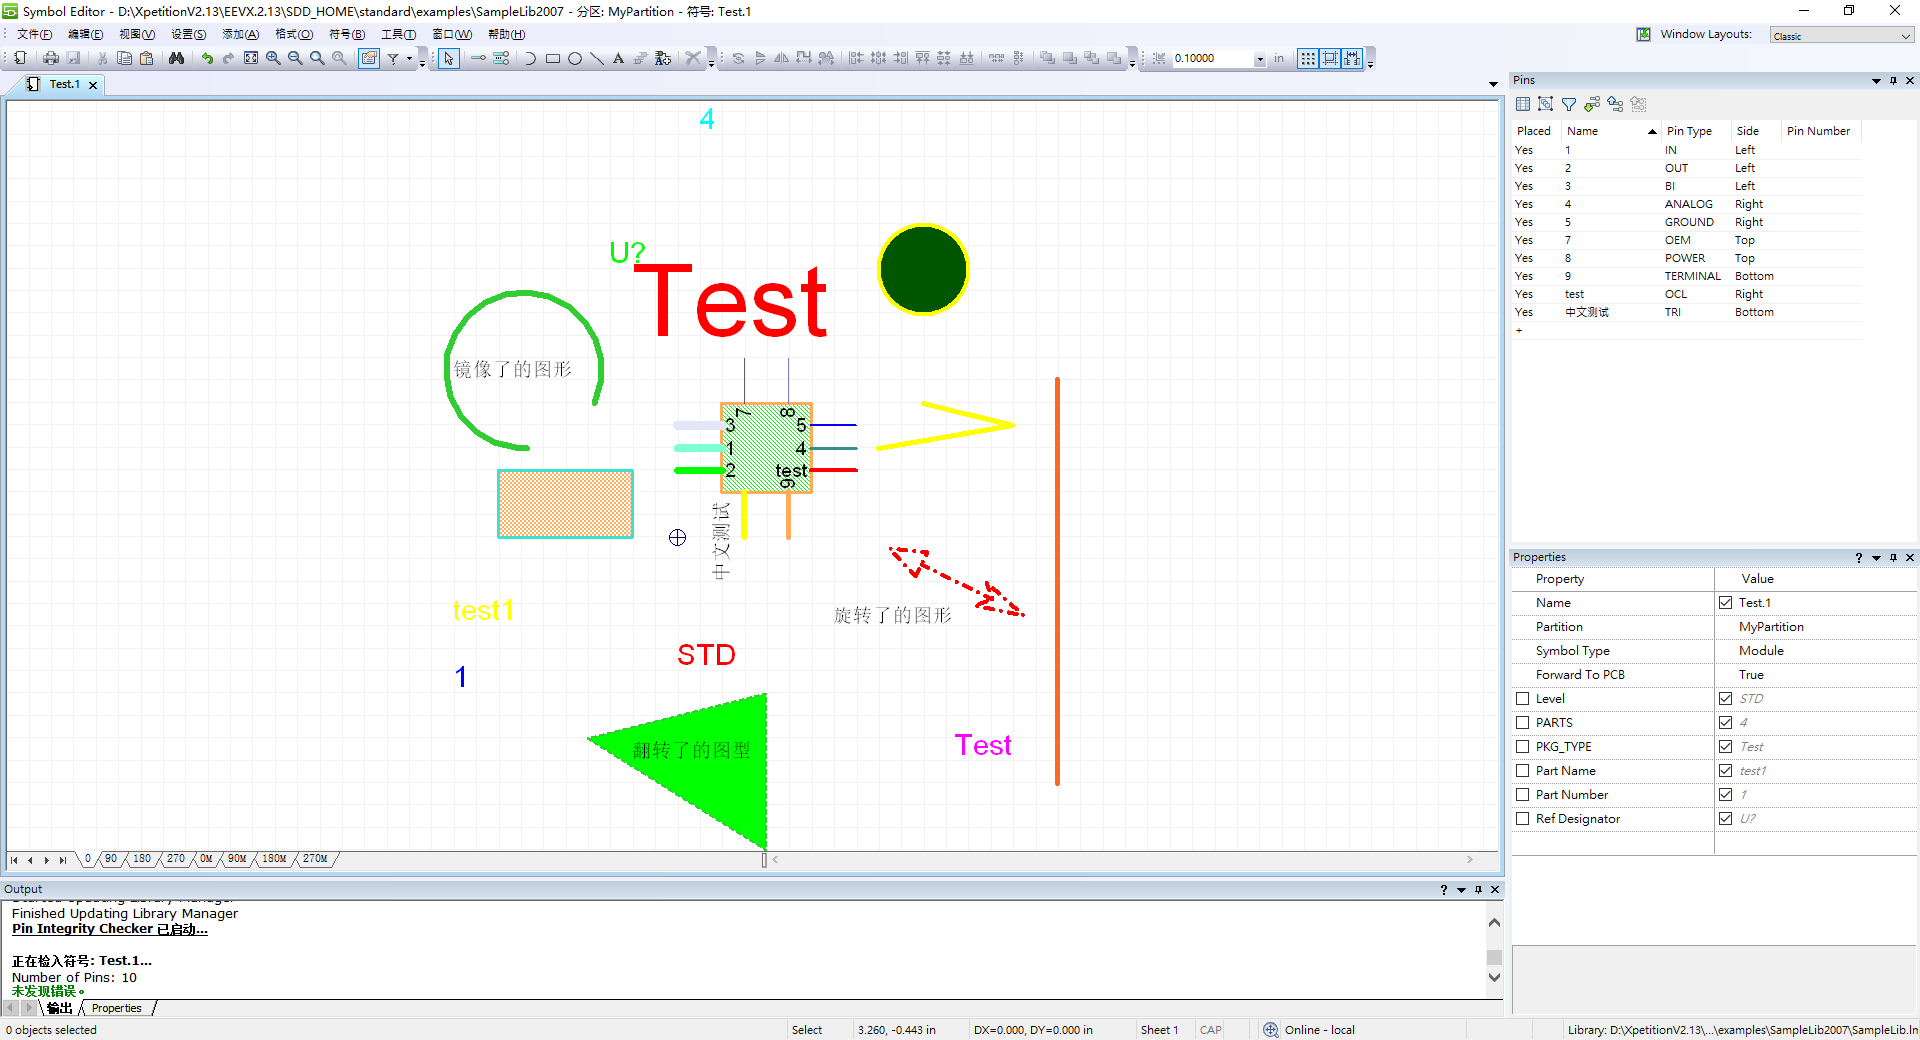 Symbol Editor - D:\XpetitionV2.13\EEVX.2.13\SDD_HOME\standard\examples\SampleLib2007 - 分区: MyPartition - 符号: Test.1
文件(F) 编辑(E) 视图(V) 设置(S) 添加(A) 格式(O) 符号(B) 工具(T) 窗口(W) 帮助(H)
Window Layouts: Classic
0.10000 in
Test.1
4
U?
Test
镜像了的图形
7 8
3 5
1 4
2 test
9
中文测试
旋转了的图形
test1
STD
1
翻转了的图型
Test
0 90 180 270 0M 90M 180M 270M
Pins
Placed Name Pin Type Side Pin Number
Yes 1 IN Left
Yes 2 OUT Left
Yes 3 BI Left
Yes 4 ANALOG Right
Yes 5 GROUND Right
Yes 7 OEM Top
Yes 8 POWER Top
Yes 9 TERMINAL Bottom
Yes test OCL Right
Yes 中文测试 TRI Bottom
+
Properties
Property Value
Name Test.1
Partition MyPartition
Symbol Type Module
Forward To PCB True
Level STD
PARTS 4
PKG_TYPE Test
Part Name test1
Part Number 1
Ref Designator U?
Output
Started Updating Library Manager
Finished Updating Library Manager
Pin Integrity Checker 已启动...
正在检入符号: Test.1...
Number of Pins: 10
未发现错误。
输出 Properties
0 objects selected
Select
3.260, -0.443 in
DX=0.000, DY=0.000 in
Sheet 1
CAP
Online - local
Library: D:\XpetitionV2.13\...\examples\SampleLib2007\SampleLib.ln